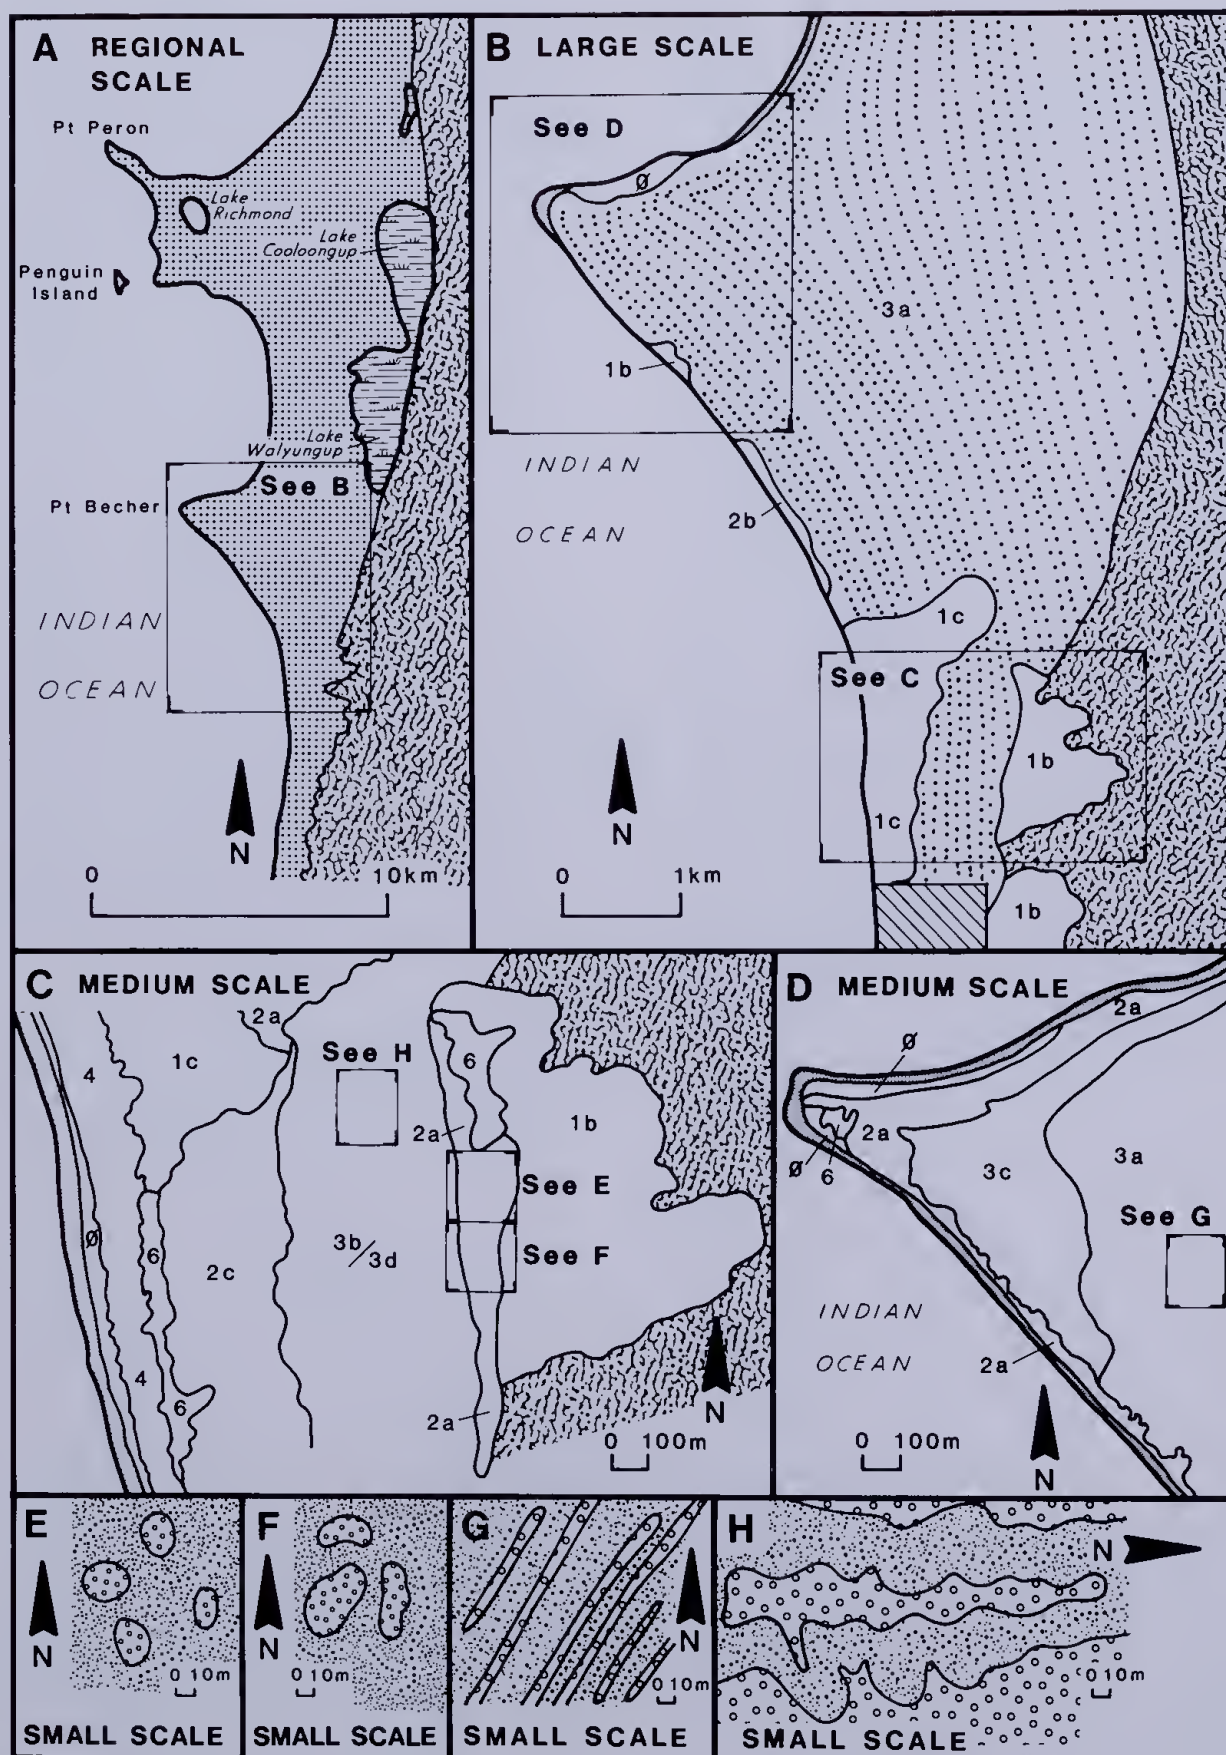 A REGIONAL
SCALE
Pt Peron
Lake
Richmond
Lake
Cooloongup
Penguin
Island
Lake
Walyungup
See B
Pt Becher
INDIAN
OCEAN
N
0 10km
B LARGE SCALE
See D
Ø
3a
1b
INDIAN
OCEAN
2b
1c
See C
1b
1c
N
0 1km
1b
C MEDIUM SCALE
2a
4
1c
See H
6
2a
1b
See E
Ø
6
2c
3b/3d
See F
4
6
2a
N
0 100m
D MEDIUM SCALE
2a
Ø
2a
Ø
6
3c
3a
See G
INDIAN
OCEAN
2a
0 100m
N
E
N
0 10m
SMALL SCALE
F
N
0 10m
SMALL SCALE
G
N
0 10m
SMALL SCALE
H
N
0 10m
SMALL SCALE